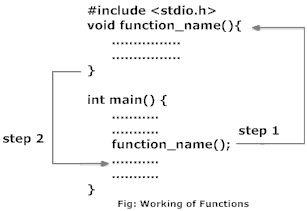 #include <stdio.h>
void function_name(){
...............
...............
}
int main() {
..........
..........
step 2
function_name();
step 1
..........
..........
}
Fig: Working of Functions